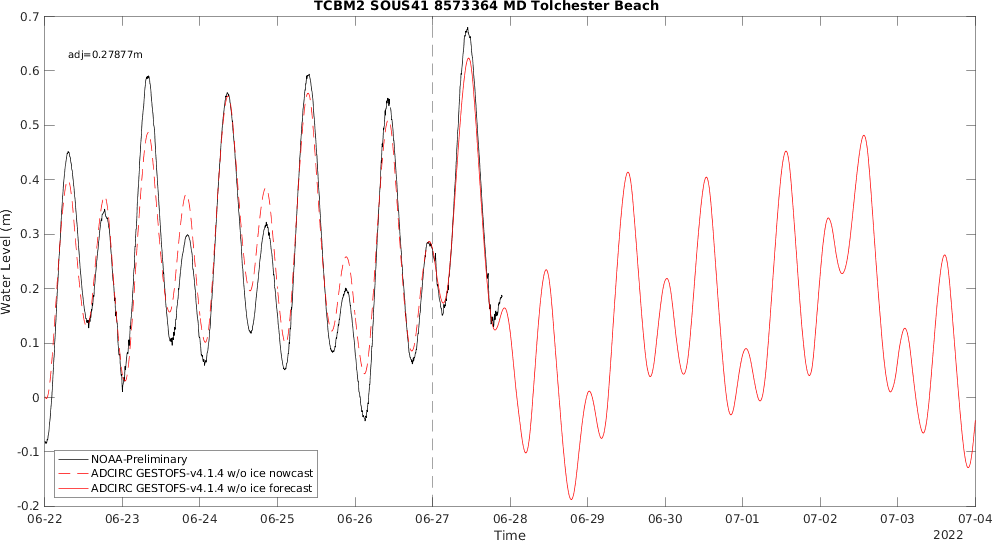 TCBM2 SOUS41 8573364 MD Tolchester Beach
adj=0.27877m
Water Level (m)
0.7
0.6
0.5
0.4
0.3
0.2
0.1
0
-0.1
-0.2
NOAA-Preliminary
ADCIRC GESTOFS-v4.1.4 w/o ice nowcast
ADCIRC GESTOFS-v4.1.4 w/o ice forecast
06-22 06-23 06-24 06-25 06-26 06-27 06-28 06-29 06-30 07-01 07-02 07-03 07-04
Time
2022